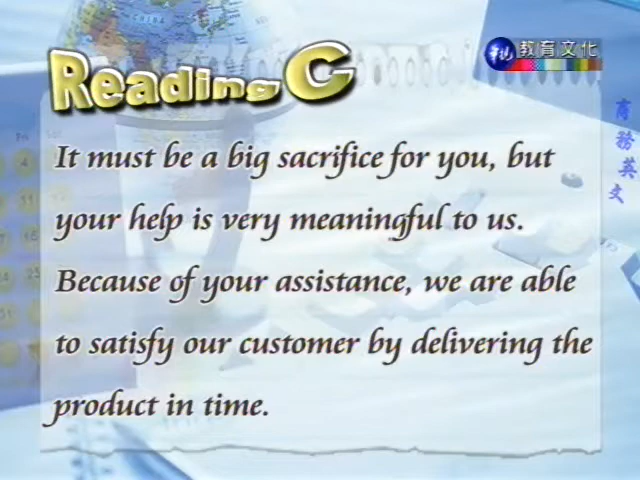 Reading C
華視 教育文化
商務英文
It must be a big sacrifice for you, but
your help is very meaningful to us.
Because of your assistance, we are able
to satisfy our customer by delivering the
product in time.